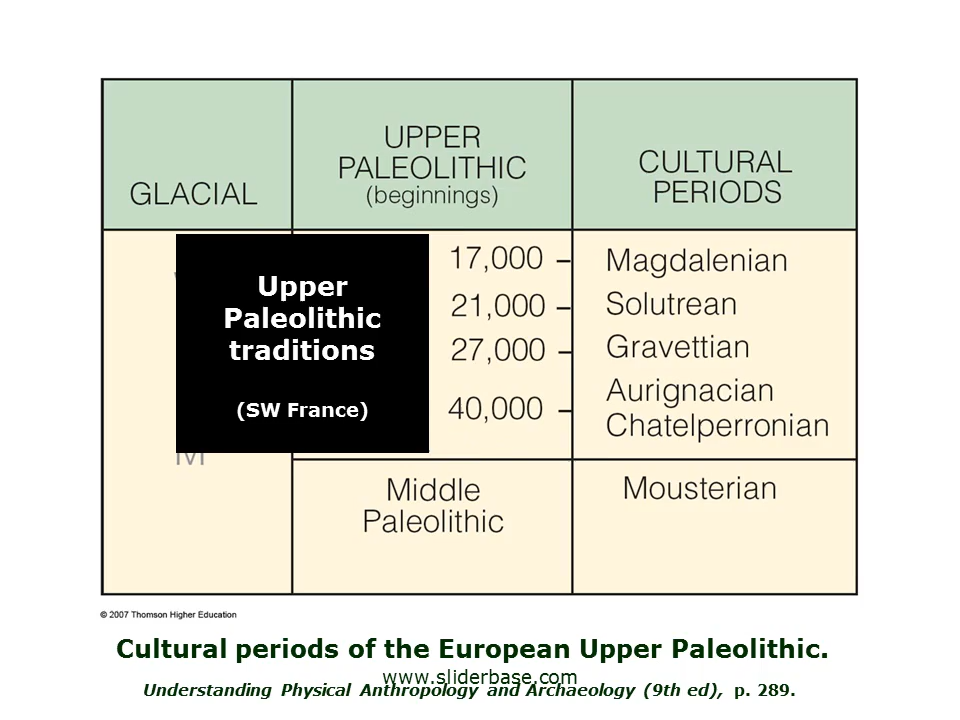 GLACIAL
UPPER
PALEOLITHIC
(beginnings)
CULTURAL
PERIODS
Upper
Paleolithic
traditions
(SW France)
17,000 – Magdalenian
21,000 – Solutrean
27,000 – Gravettian
40,000 – Aurignacian
Chatelperronian
M
Middle
Paleolithic
Mousterian
© 2007 Thomson Higher Education
Cultural periods of the European Upper Paleolithic.
www.sliderbase.com
Understanding Physical Anthropology and Archaeology (9th ed), p. 289.